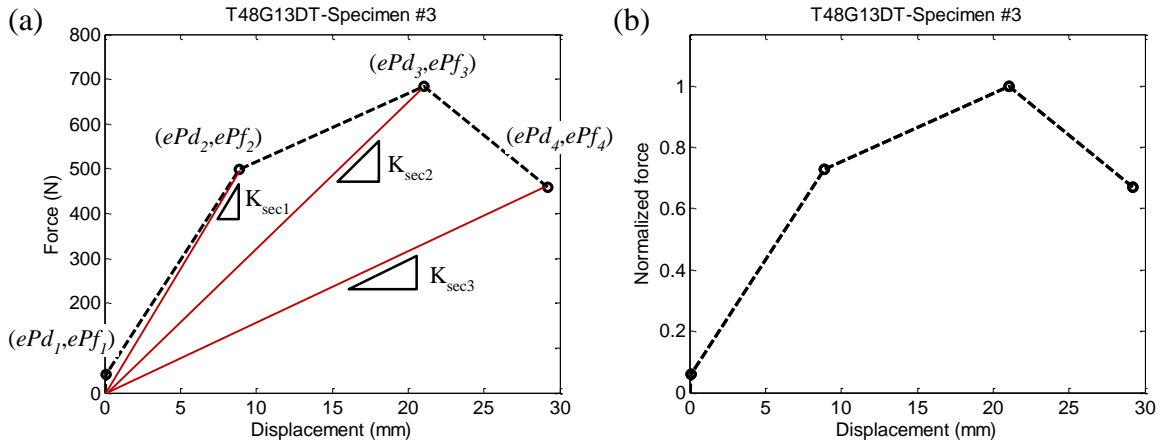 (a)
T48G13DT-Specimen #3
800
700
600
500
400
300
200
100
0
Force (N)
(ePd1,ePf1)
(ePd2,ePf2)
(ePd3,ePf3)
(ePd4,ePf4)
Ksec1
Ksec2
Ksec3
0 5 10 15 20 25 30
Displacement (mm)
(b)
T48G13DT-Specimen #3
1
0.8
0.6
0.4
0.2
0
Normalized force
0 5 10 15 20 25 30
Displacement (mm)